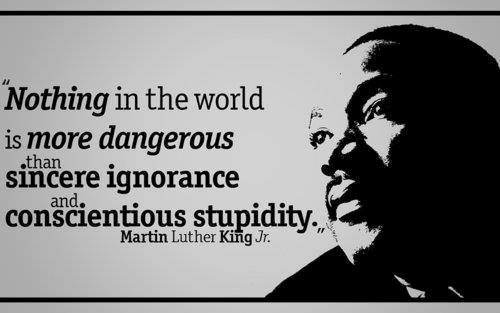 “Nothing in the world
is more dangerous
than
sincere ignorance
and
conscientious stupidity.”
Martin Luther King Jr.